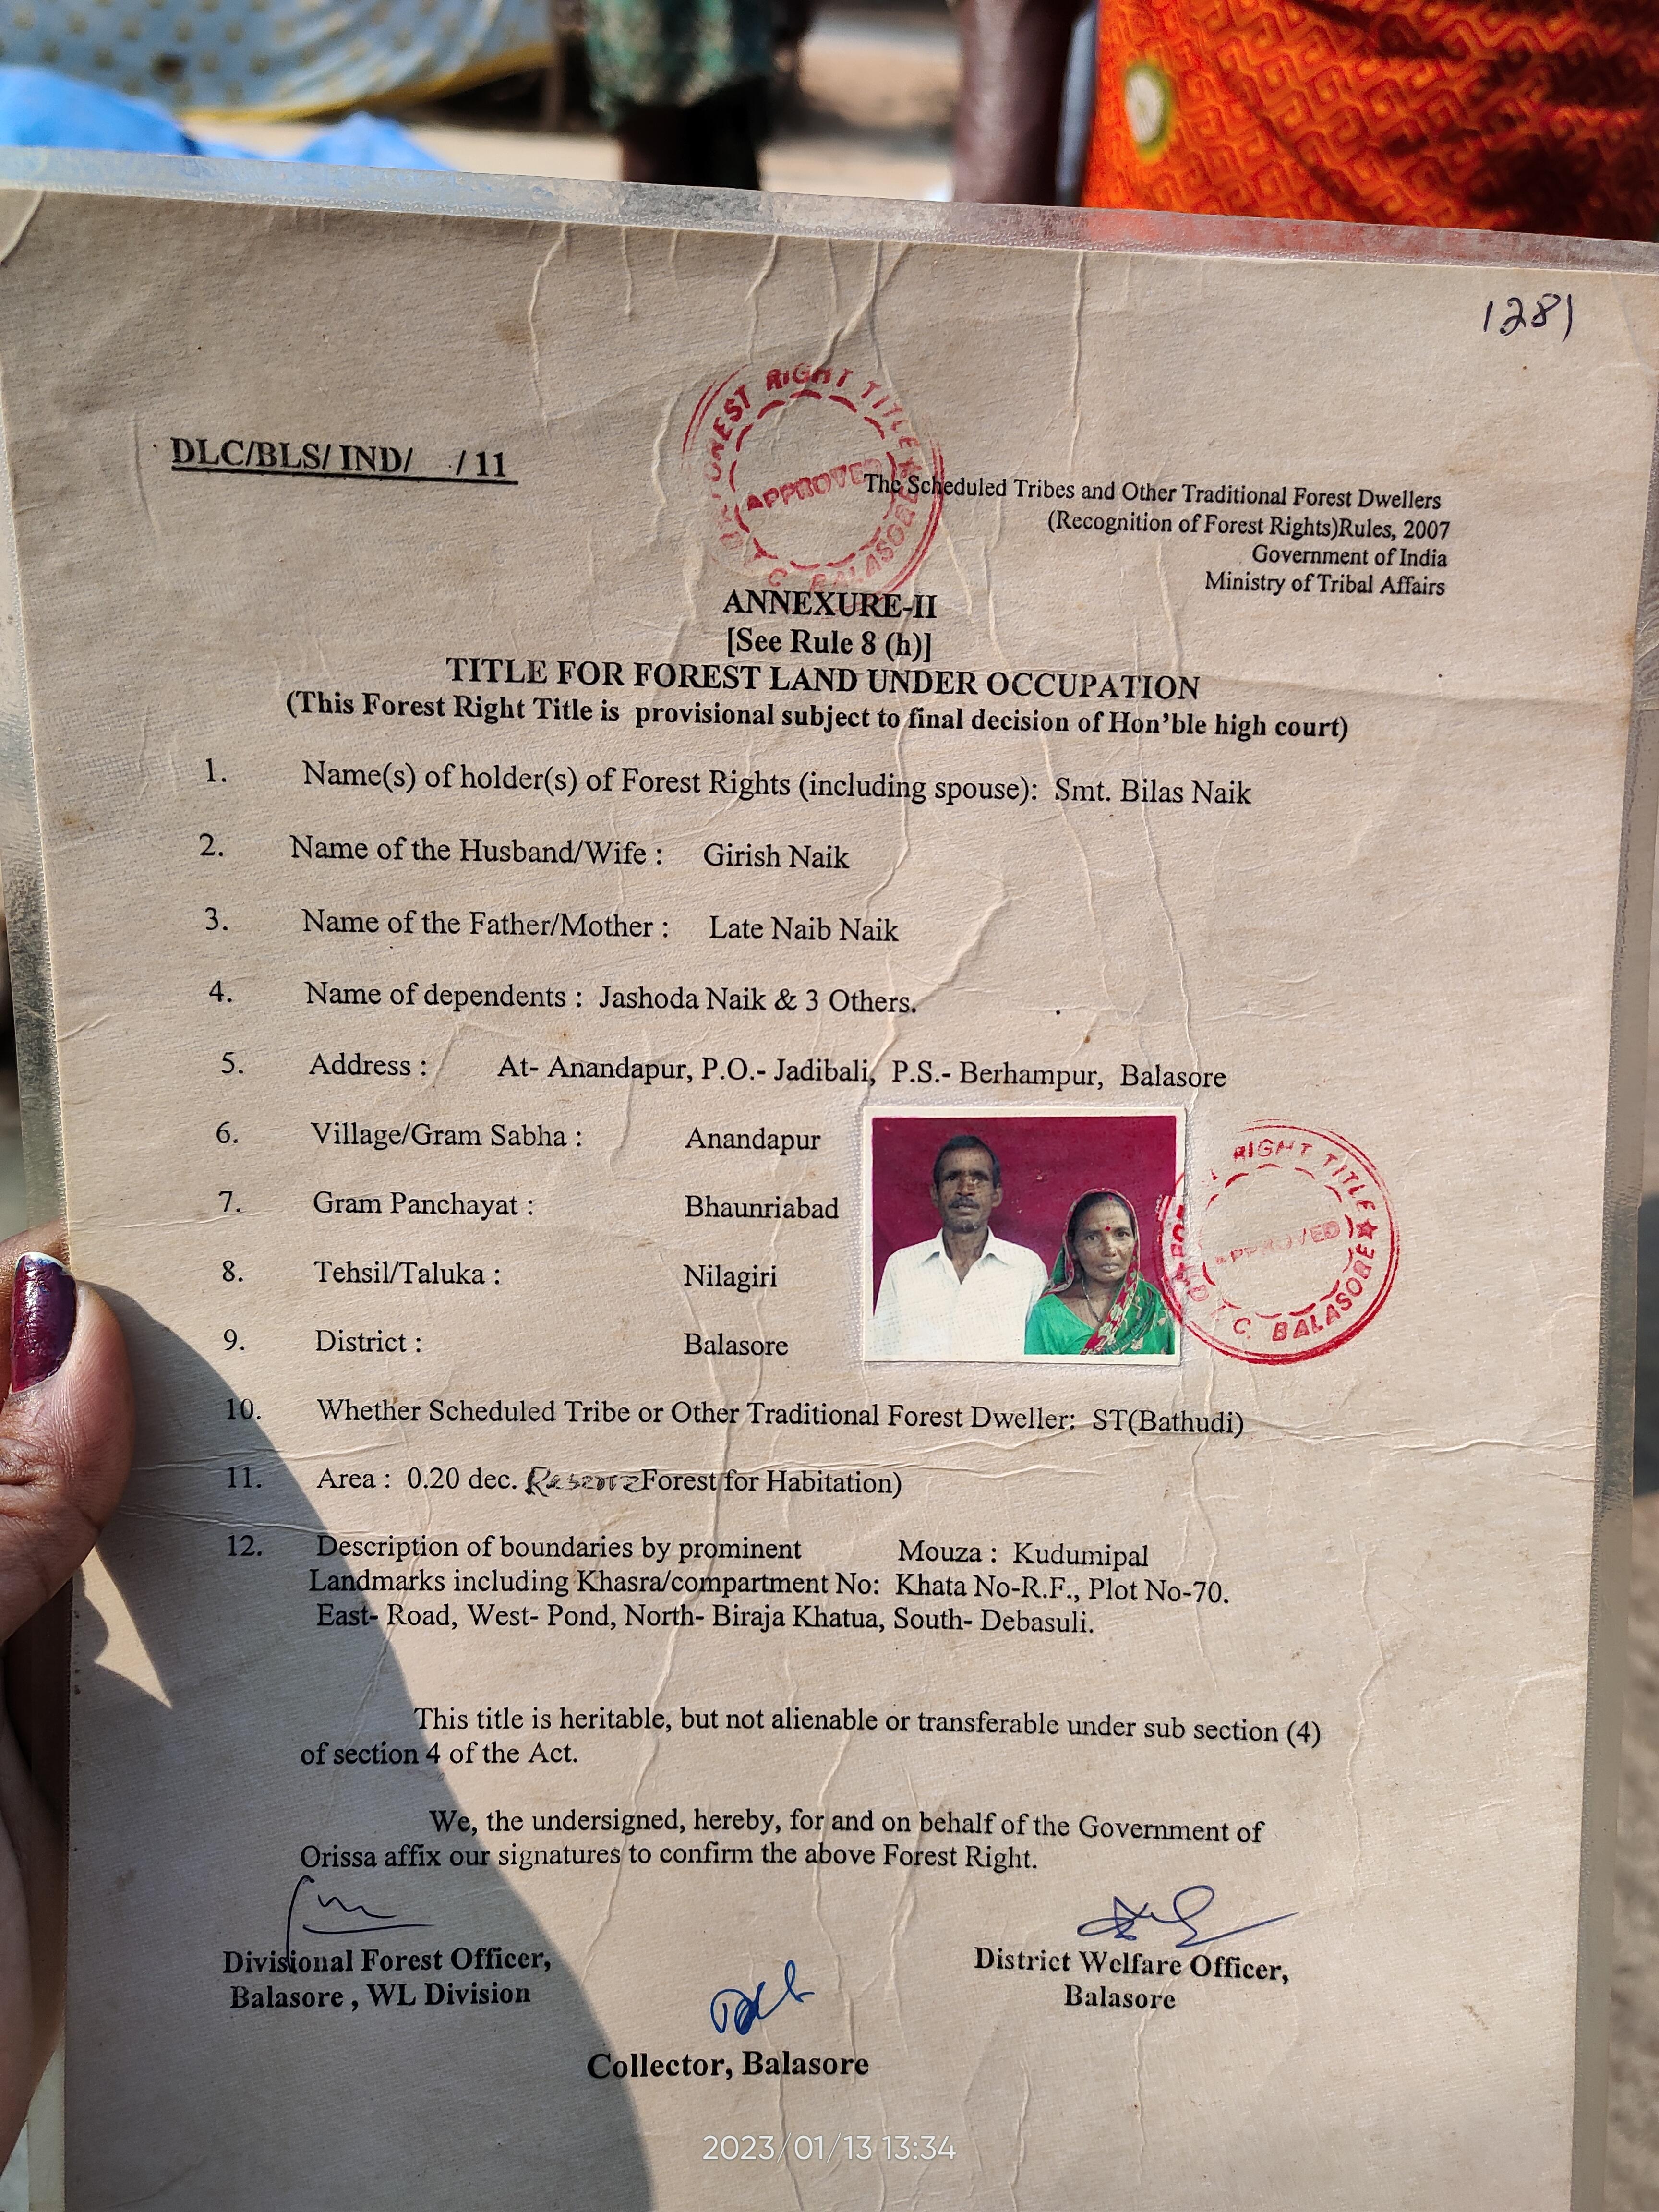 1281
DLC/BLS/ IND/ / 11
FOREST RIGHT TITLE
APPROVED
BALASORE
The Scheduled Tribes and Other Traditional Forest Dwellers
(Recognition of Forest Rights)Rules, 2007
Government of India
Ministry of Tribal Affairs
ANNEXURE-II
[See Rule 8 (h)]
TITLE FOR FOREST LAND UNDER OCCUPATION
(This Forest Right Title is provisional subject to final decision of Hon'ble high court)
1. Name(s) of holder(s) of Forest Rights (including spouse): Smt. Bilas Naik
2. Name of the Husband/Wife : Girish Naik
3. Name of the Father/Mother : Late Naib Naik
4. Name of dependents : Jashoda Naik & 3 Others.
5. Address : At- Anandapur, P.O.- Jadibali, P.S.- Berhampur, Balasore
6. Village/Gram Sabha : Anandapur
7. Gram Panchayat : Bhaunriabad
8. Tehsil/Taluka : Nilagiri
9. District : Balasore
RIGHT TITLE
APPROVED
BALASORE
10. Whether Scheduled Tribe or Other Traditional Forest Dweller: ST(Bathudi)
11. Area : 0.20 dec. Forest for Habitation)
12. Description of boundaries by prominent Mouza : Kudumipal
Landmarks including Khasra/compartment No: Khata No-R.F., Plot No-70.
East- Road, West- Pond, North- Biraja Khatua, South- Debasuli.
This title is heritable, but not alienable or transferable under sub section (4)
of section 4 of the Act.
We, the undersigned, hereby, for and on behalf of the Government of
Orissa affix our signatures to confirm the above Forest Right.
Divisional Forest Officer,
Balasore , WL Division
District Welfare Officer,
Balasore
Collector, Balasore
2023/01/13 13:34